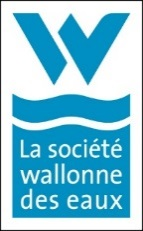 W
La société
wallonne
des eaux